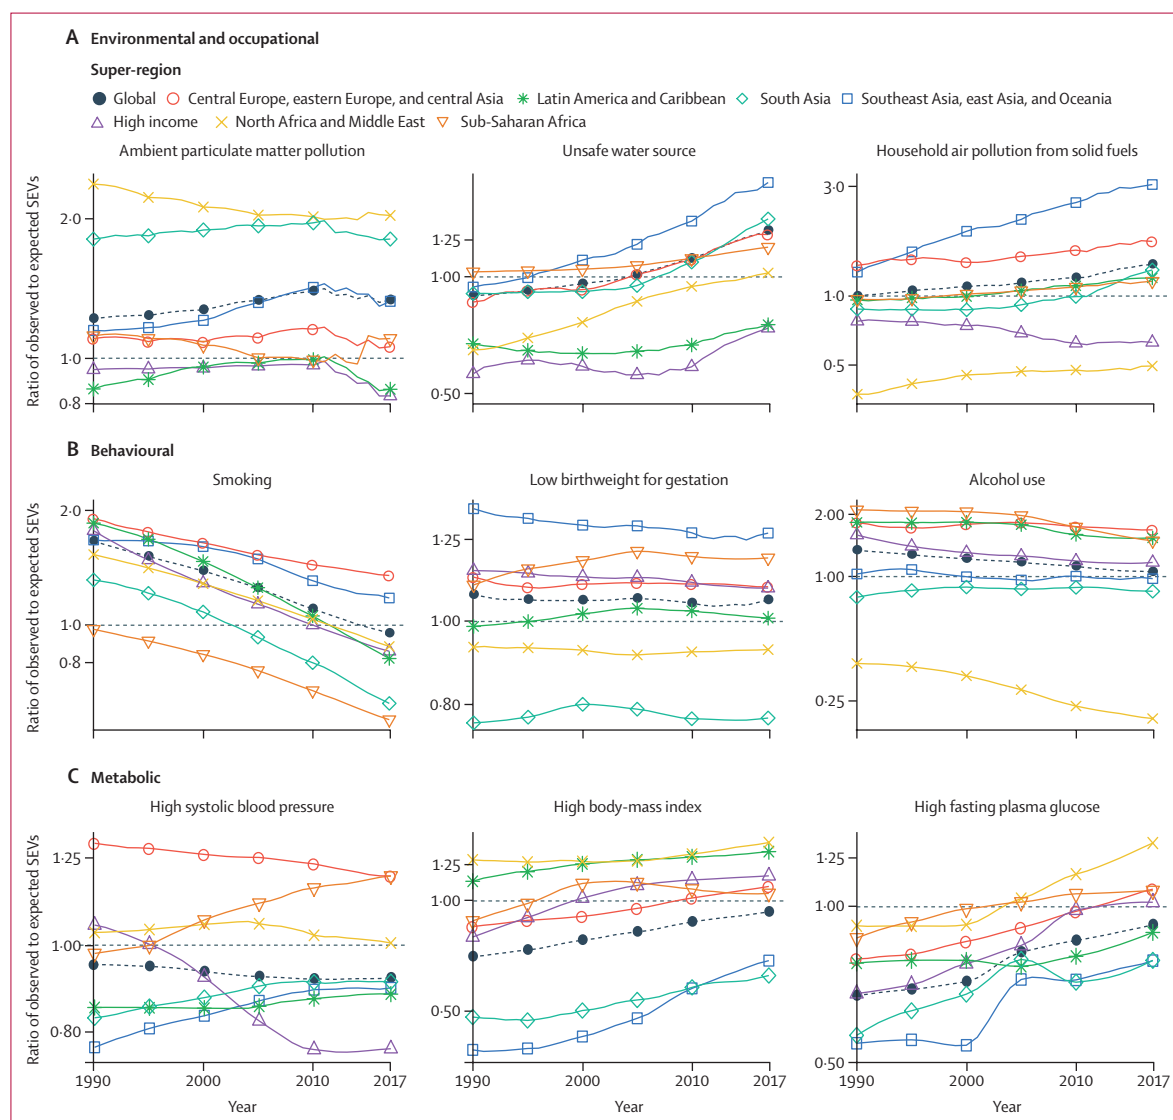 A Environmental and occupational
Super-region
Global Central Europe, eastern Europe, and central Asia Latin America and Caribbean South Asia Southeast Asia, east Asia, and Oceania
High income North Africa and Middle East Sub-Saharan Africa
Ambient particulate matter pollution Unsafe water source Household air pollution from solid fuels
Ratio of observed to expected SEVs
2·0
1·0
0·8
1·25
1·00
0·50
3·0
1·0
0·5
B Behavioural
Smoking Low birthweight for gestation Alcohol use
Ratio of observed to expected SEVs
2·0
1·0
0·8
1·25
1·00
0·80
2·00
1·00
0·25
C Metabolic
High systolic blood pressure High body-mass index High fasting plasma glucose
Ratio of observed to expected SEVs
1·25
1·00
0·80
1·25
1·00
0·50
1·25
1·00
0·50
1990 2000 2010 2017 1990 2000 2010 2017 1990 2000 2010 2017
Year Year Year